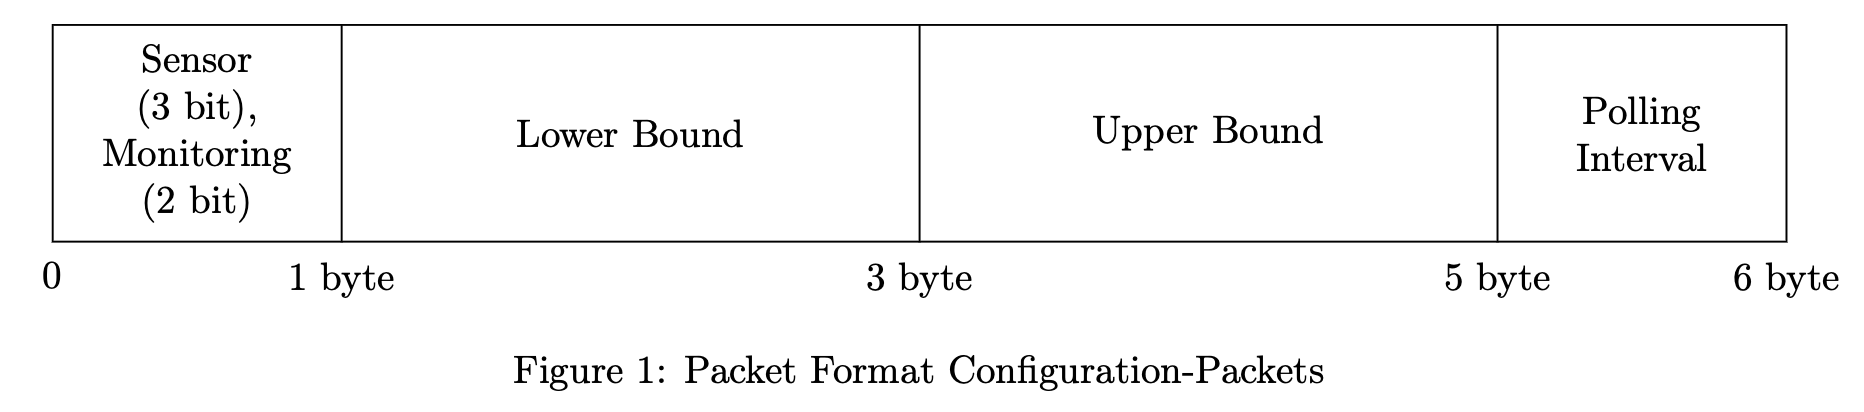 Sensor
(3 bit),
Monitoring
(2 bit)
Lower Bound
Upper Bound
Polling
Interval
0
1 byte
3 byte
5 byte
6 byte
Figure 1: Packet Format Configuration-Packets